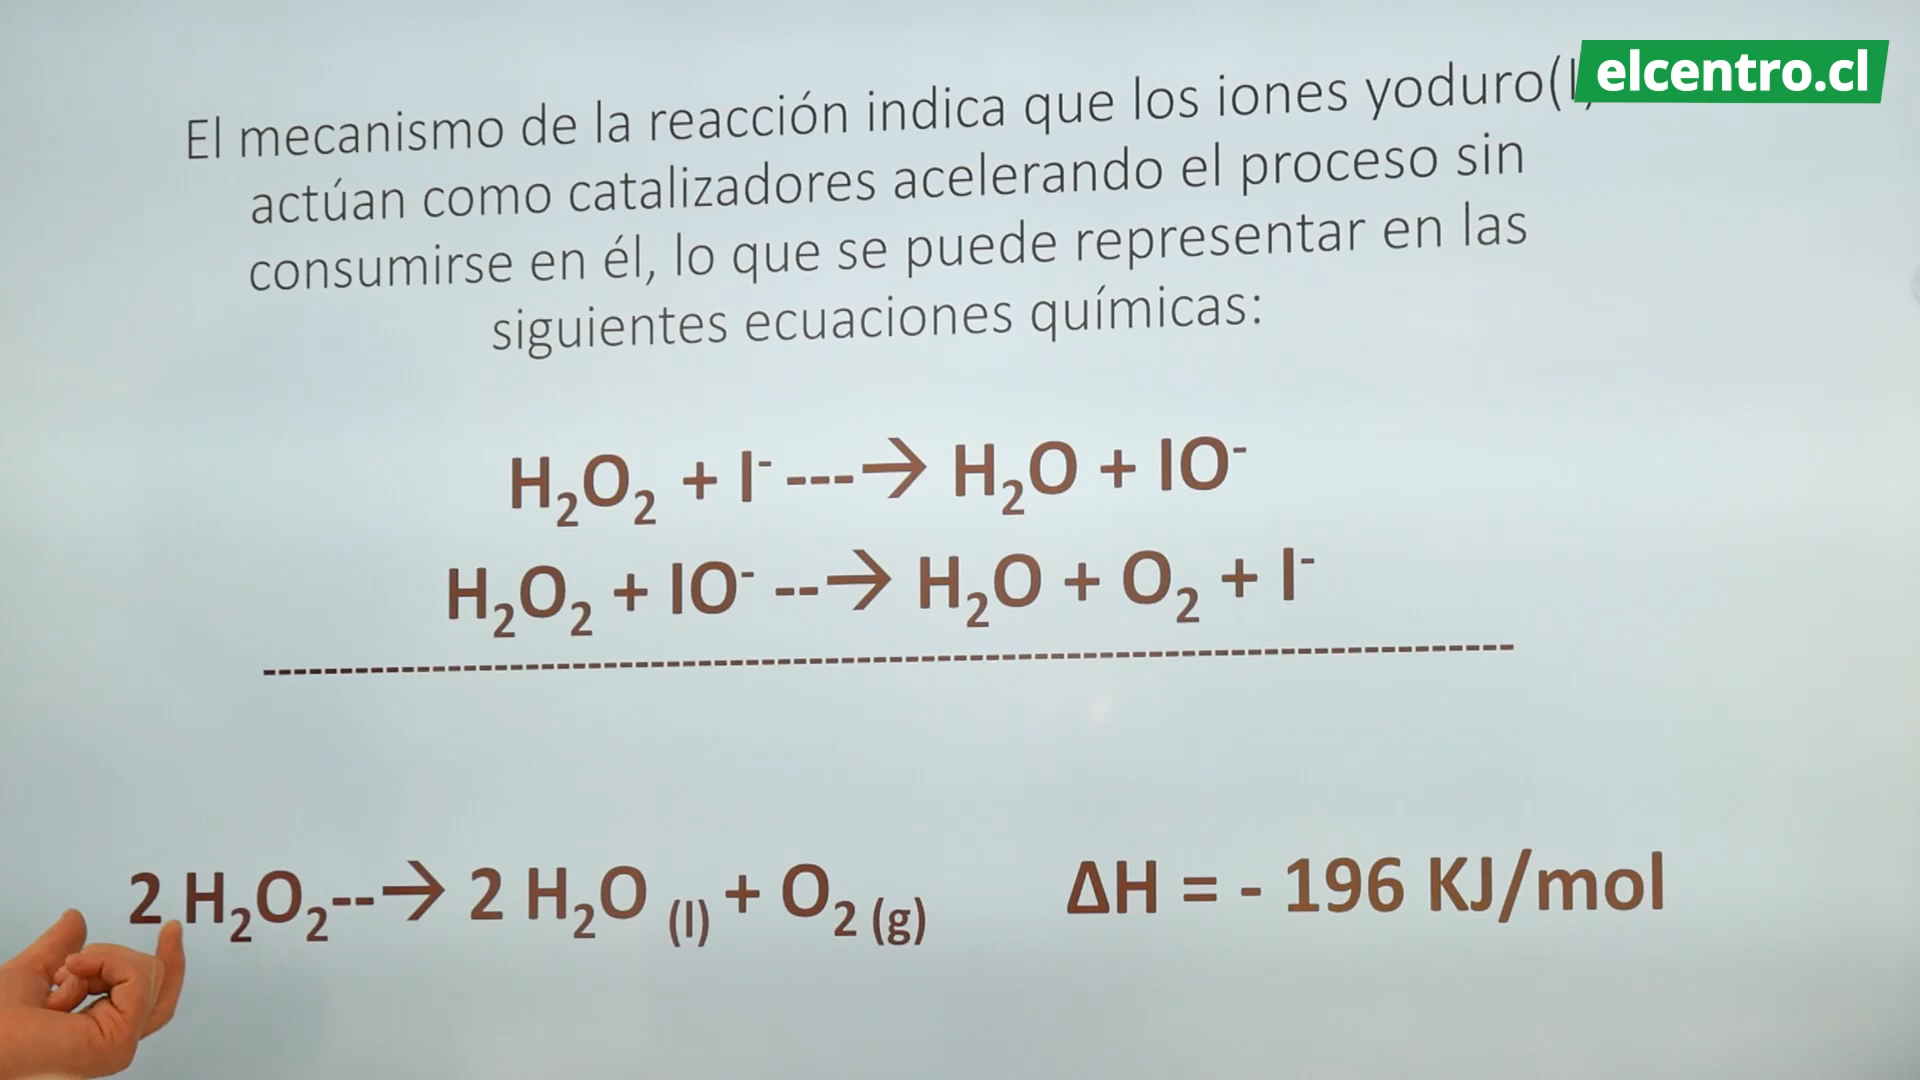 elcentro.cl
El mecanismo de la reacción indica que los iones yoduro(I
actúan como catalizadores acelerando el proceso sin
consumirse en él, lo que se puede representar en las
siguientes ecuaciones químicas:
H₂O₂ + I⁻ ---→ H₂O + IO⁻
H₂O₂ + IO⁻ --→ H₂O + O₂ + I⁻
2 H₂O₂--→ 2 H₂O (l) + O₂ (g) ΔH = - 196 KJ/mol